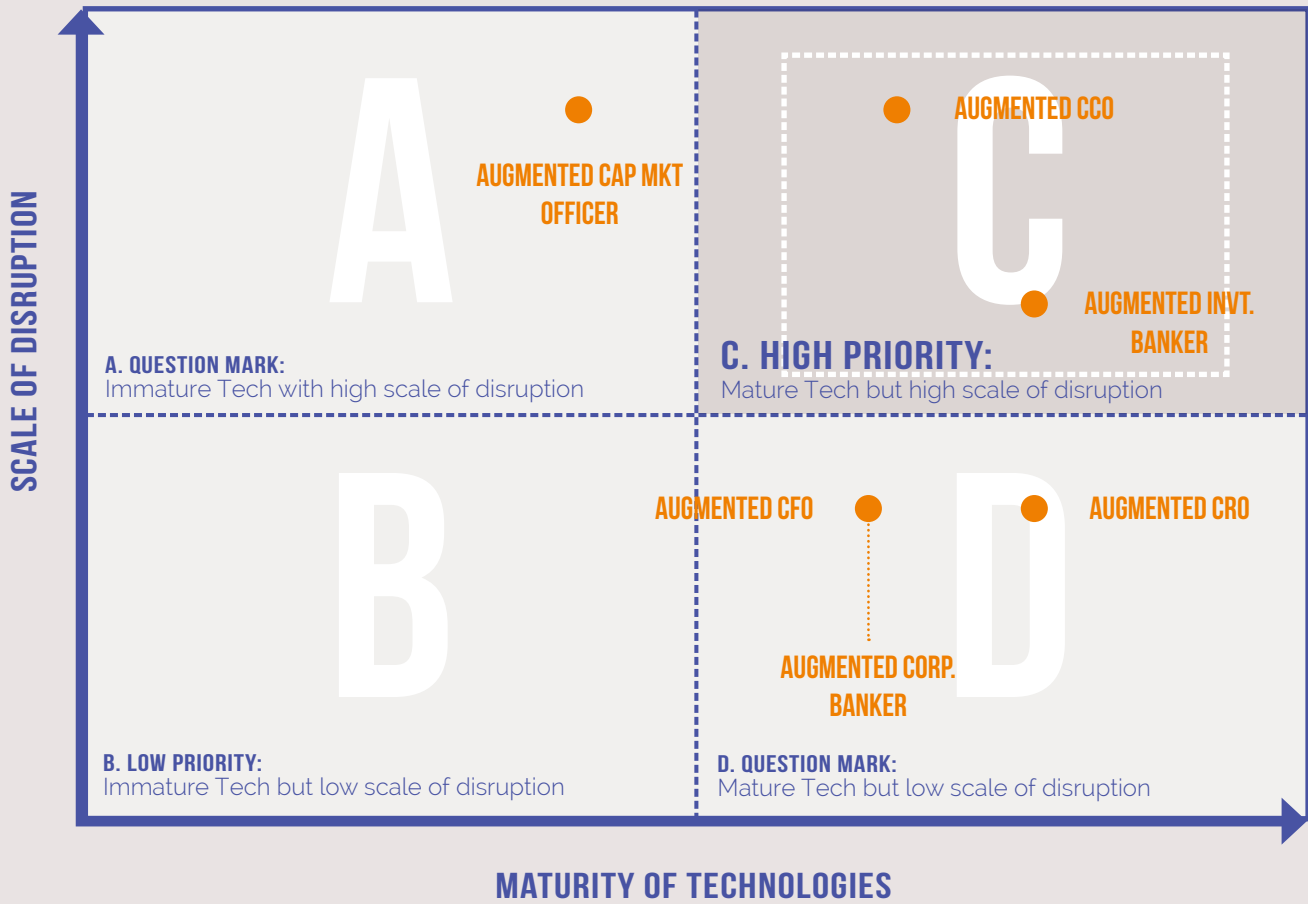 SCALE OF DISRUPTION
A
AUGMENTED CAP MKT
OFFICER
A. QUESTION MARK:
Immature Tech with high scale of disruption
C
AUGMENTED CCO
AUGMENTED INVT.
BANKER
C. HIGH PRIORITY:
Mature Tech but high scale of disruption
B
B. LOW PRIORITY:
Immature Tech but low scale of disruption
D
AUGMENTED CFO
AUGMENTED CRO
AUGMENTED CORP.
BANKER
D. QUESTION MARK:
Mature Tech but low scale of disruption
MATURITY OF TECHNOLOGIES